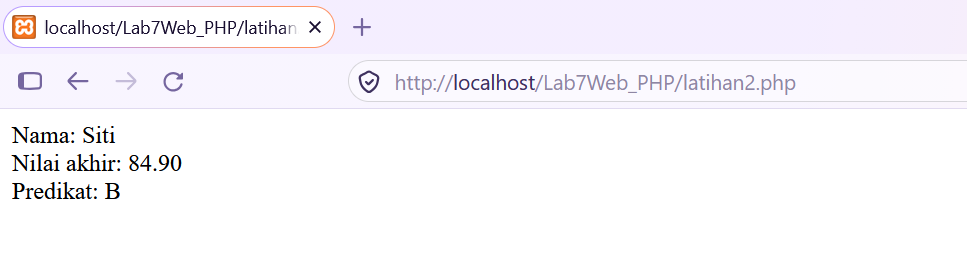 localhost/Lab7Web_PHP/latihan
http://localhost/Lab7Web_PHP/latihan2.php
Nama: Siti
Nilai akhir: 84.90
Predikat: B